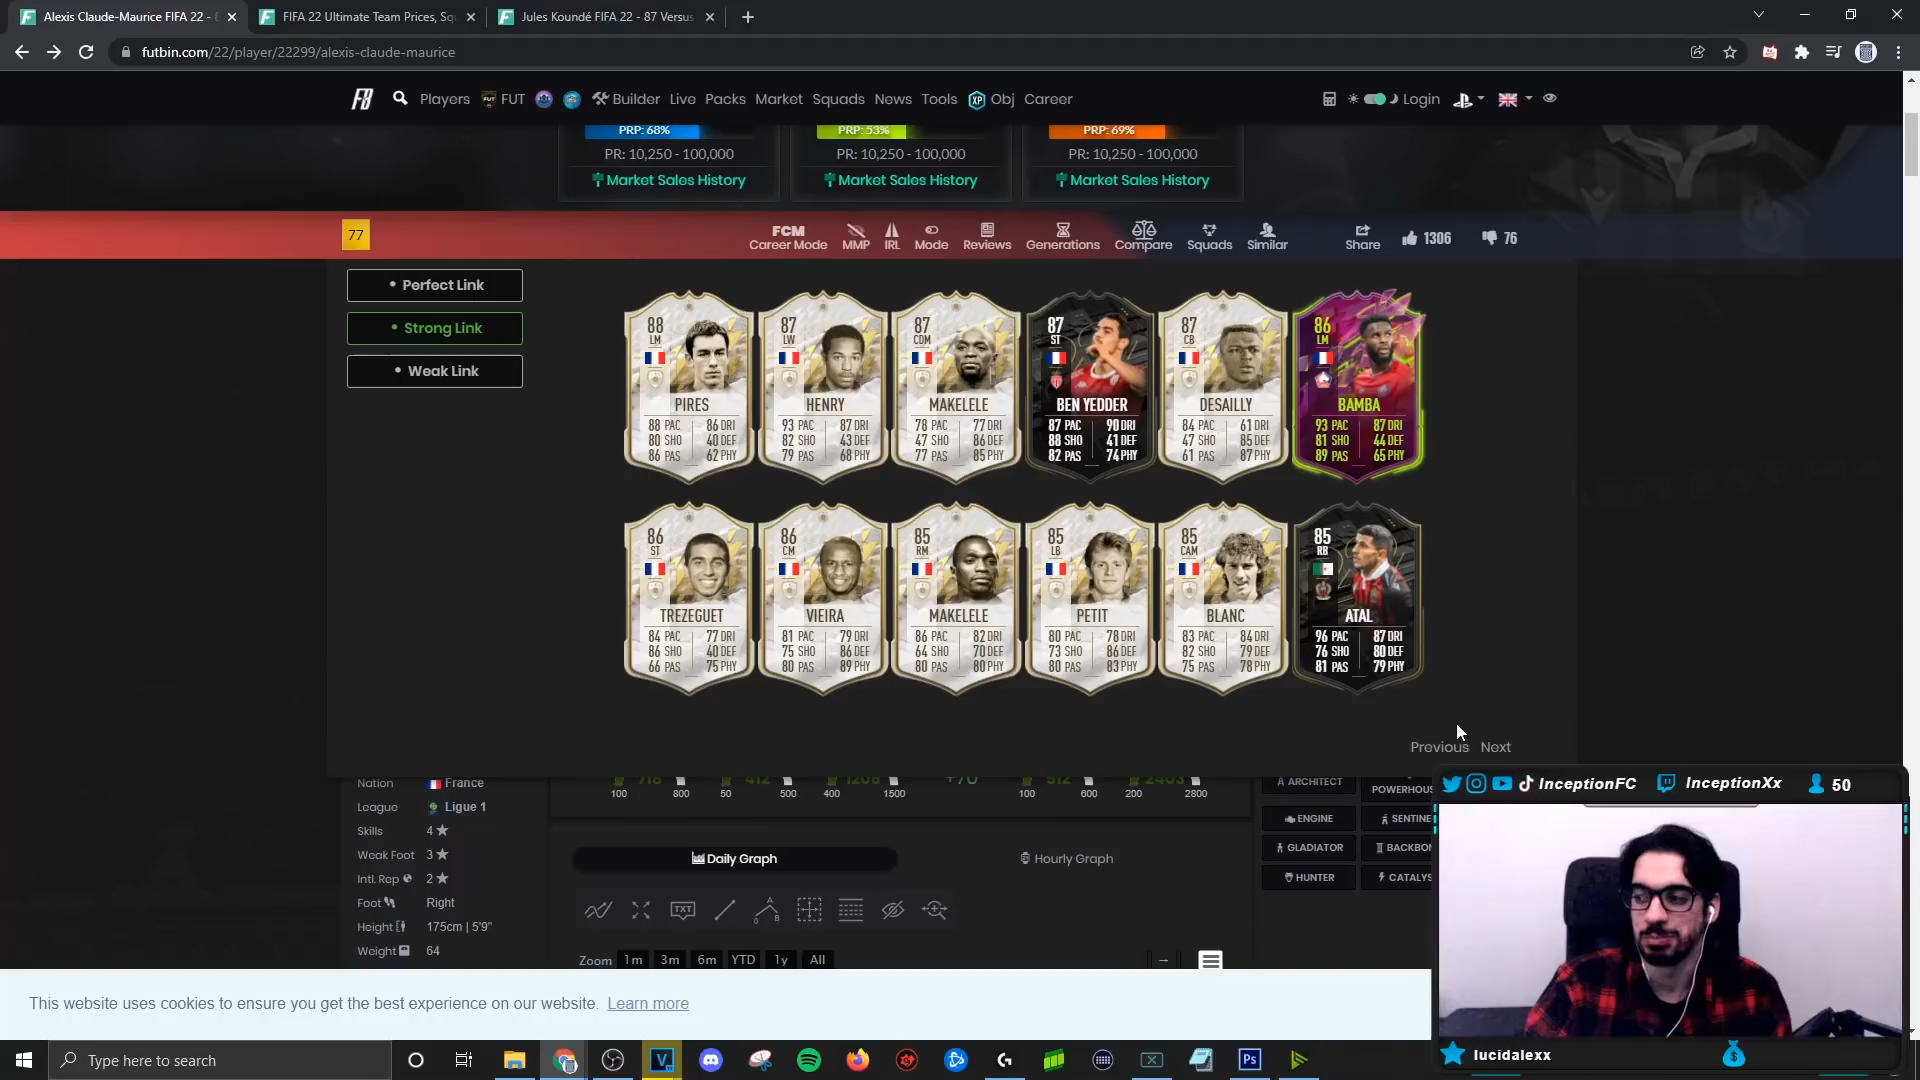 Alexis Claude-Maurice FIFA 22 - 8
FIFA 22 Ultimate Team Prices, Sq
Jules Koundé FIFA 22 - 87 Versus
futbin.com/22/player/22299/alexis-claude-maurice
Players FUT Builder Live Packs Market Squads News Tools XP Obj Career Login
PRP: 68% PRP: 53% PRP: 69%
PR: 10,250 - 100,000 PR: 10,250 - 100,000 PR: 10,250 - 100,000
Market Sales History Market Sales History Market Sales History
77
FCM
Career Mode MMP IRL Mode Reviews Generations Compare Squads Similar Share 1306 76
• Perfect Link
• Strong Link
• Weak Link
88 LM PIRES
88 PAC 86 DRI
80 SHO 40 DEF
86 PAS 62 PHY
87 LW HENRY
93 PAC 87 DRI
82 SHO 43 DEF
79 PAS 68 PHY
87 CDM MAKELELE
78 PAC 77 DRI
47 SHO 86 DEF
77 PAS 85 PHY
87 ST BEN YEDDER
87 PAC 90 DRI
88 SHO 41 DEF
82 PAS 74 PHY
87 CB DESAILLY
84 PAC 61 DRI
47 SHO 85 DEF
61 PAS 87 PHY
86 LM BAMBA
93 PAC 87 DRI
81 SHO 44 DEF
89 PAS 65 PHY
86 ST TREZEGUET
84 PAC 77 DRI
86 SHO 40 DEF
66 PAS 75 PHY
86 CM VIEIRA
81 PAC 79 DRI
75 SHO 86 DEF
80 PAS 89 PHY
85 RM MAKELELE
86 PAC 82 DRI
64 SHO 70 DEF
80 PAS 80 PHY
85 LB PETIT
80 PAC 78 DRI
73 SHO 86 DEF
80 PAS 83 PHY
85 CAM BLANC
83 PAC 84 DRI
82 SHO 79 DEF
75 PAS 78 PHY
85 RB ATAL
96 PAC 87 DRI
76 SHO 80 DEF
81 PAS 79 PHY
Previous Next
Nation France
League Ligue 1
Skills 4
Weak Foot 3
Intl. Rep 2
Foot Right
Height 175cm | 5'9"
Weight 64
718 412 1206 +70 512 2403
100 800 50 500 400 1500 100 600 200 2800
Daily Graph Hourly Graph
TXT
Zoom 1m 3m 6m YTD 1y All
ARCHITECT POWERHOUS
ENGINE SENTINE
GLADIATOR BACKBON
HUNTER CATALYS
InceptionFC InceptionXx 50
lucidalexx
This website uses cookies to ensure you get the best experience on our website. Learn more
Type here to search